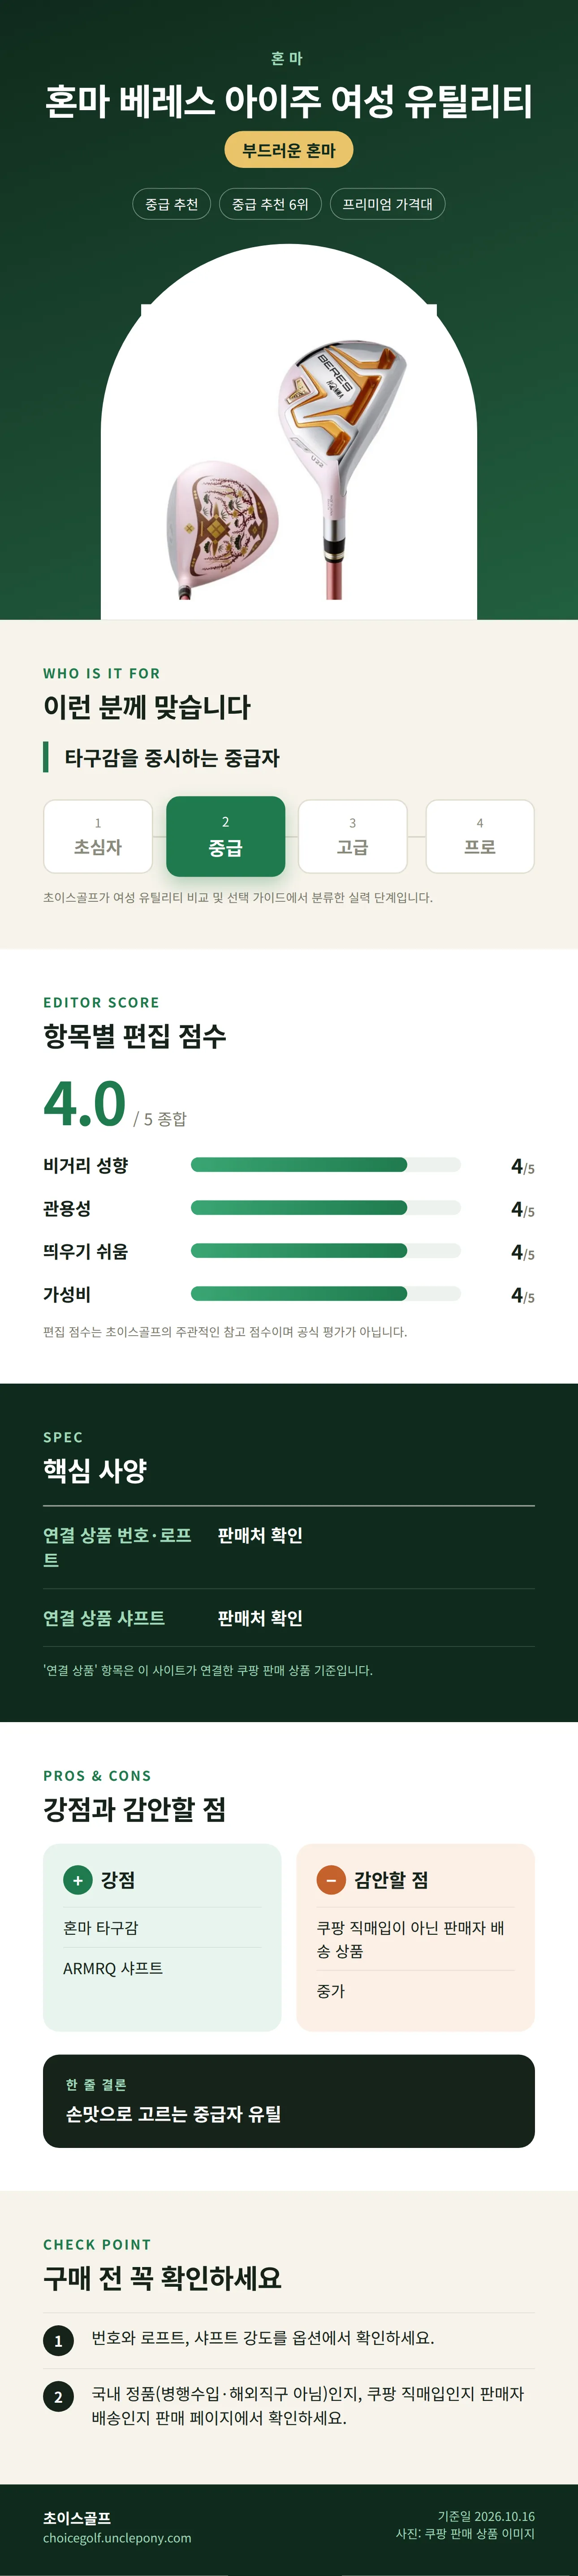 혼마
혼마 베레스 아이주 여성 유틸리티
부드러운 혼마
중급 추천
중급 추천 6위
프리미엄 가격대
BERES
HONMA
U22
WHO IS IT FOR
이런 분께 맞습니다
타구감을 중시하는 중급자
1
초심자
2
중급
3
고급
4
프로
초이스골프가 여성 유틸리티 비교 및 선택 가이드에서 분류한 실력 단계입니다.
EDITOR SCORE
항목별 편집 점수
4.0 / 5 종합
비거리 성향 4/5
관용성 4/5
띄우기 쉬움 4/5
가성비 4/5
편집 점수는 초이스골프의 주관적인 참고 점수이며 공식 평가가 아닙니다.
SPEC
핵심 사양
연결 상품 번호·로프트 판매처 확인
연결 상품 샤프트 판매처 확인
'연결 상품' 항목은 이 사이트가 연결한 쿠팡 판매 상품 기준입니다.
PROS & CONS
강점과 감안할 점
+ 강점
혼마 타구감
ARMRQ 샤프트
− 감안할 점
쿠팡 직매입이 아닌 판매자 배
송 상품
중가
한 줄 결론
손맛으로 고르는 중급자 유틸
CHECK POINT
구매 전 꼭 확인하세요
1 번호와 로프트, 샤프트 강도를 옵션에서 확인하세요.
2 국내 정품(병행수입·해외직구 아님)인지, 쿠팡 직매입인지 판매자
배송인지 판매 페이지에서 확인하세요.
초이스골프
choicegolf.unclepony.com
기준일 2026.10.16
사진: 쿠팡 판매 상품 이미지